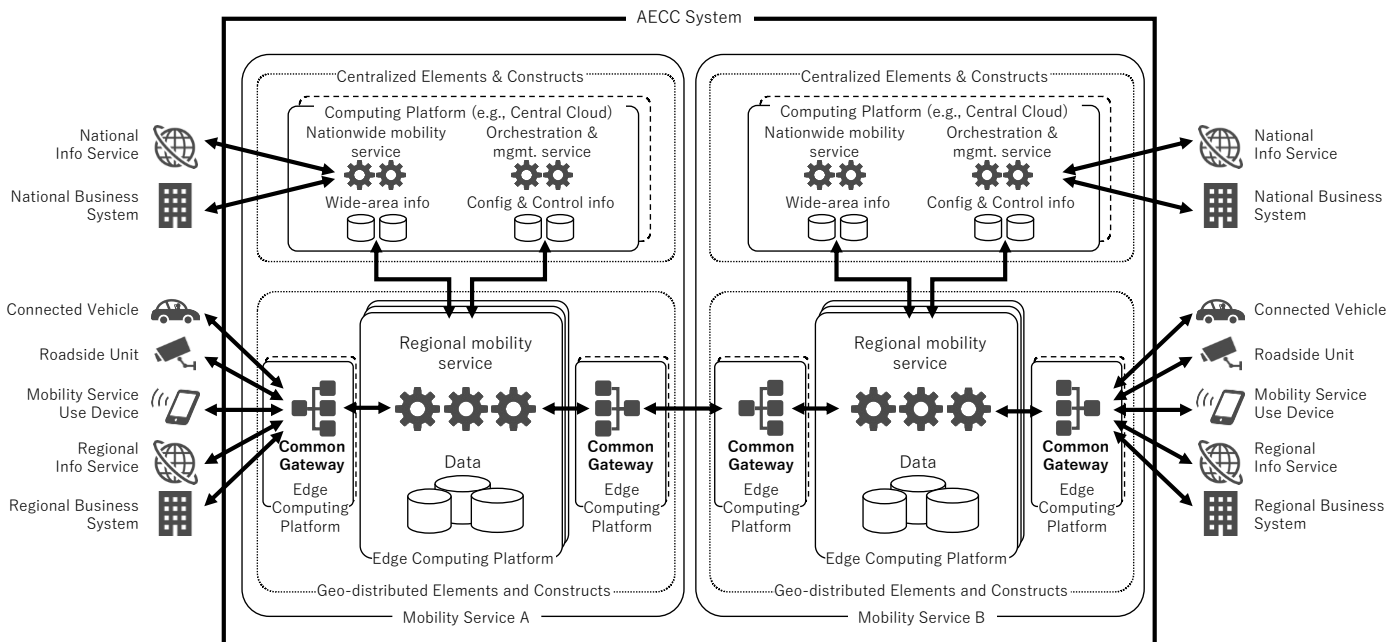 AECC System
Centralized Elements & Constructs
Computing Platform (e.g., Central Cloud)
Nationwide mobility
service
Orchestration &
mgmt. service
Wide-area info
Config & Control info
Centralized Elements & Constructs
Computing Platform (e.g., Central Cloud)
Nationwide mobility
service
Orchestration &
mgmt. service
Wide-area info
Config & Control info
National
Info Service
National Business
System
National
Info Service
National Business
System
Connected Vehicle
Roadside Unit
Mobility Service
Use Device
Regional
Info Service
Regional Business
System
Common
Gateway
Edge
Computing
Platform
Regional mobility
service
Data
Edge Computing Platform
Common
Gateway
Edge
Computing
Platform
Geo-distributed Elements and Constructs
Mobility Service A
Common
Gateway
Edge
Computing
Platform
Regional mobility
service
Data
Edge Computing Platform
Common
Gateway
Edge
Computing
Platform
Geo-distributed Elements and Constructs
Mobility Service B
Connected Vehicle
Roadside Unit
Mobility Service
Use Device
Regional
Info Service
Regional Business
System